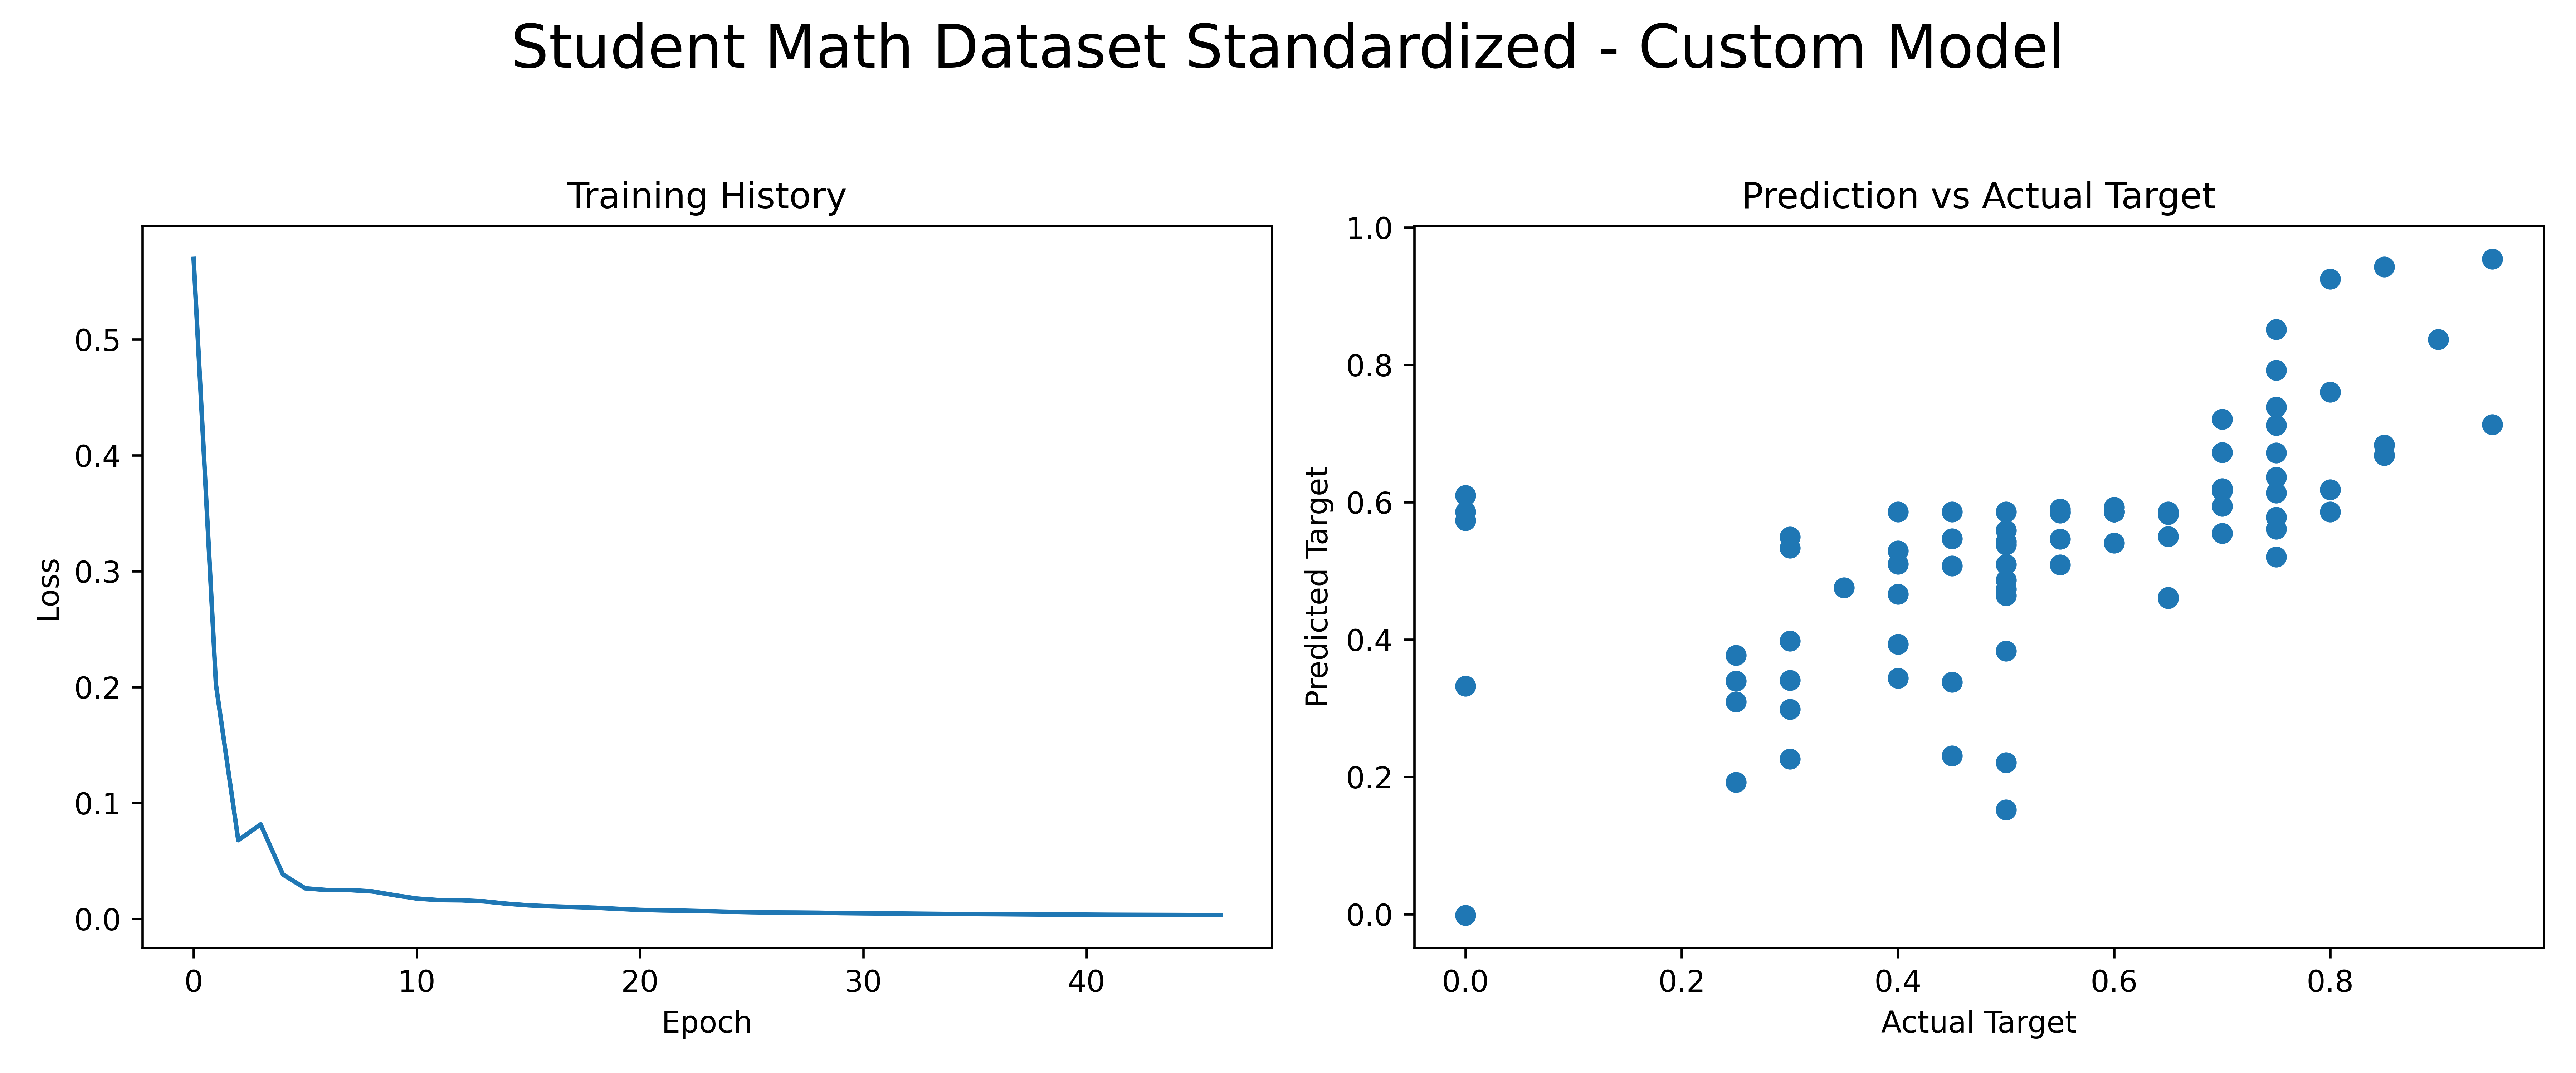 Student Math Dataset Standardized - Custom Model
Training History
0.5
0.4
0.3
0.2
0.1
0.0
Loss
0 10 20 30 40
Epoch
Prediction vs Actual Target
1.0
0.8
0.6
0.4
0.2
0.0
Predicted Target
0.0 0.2 0.4 0.6 0.8
Actual Target